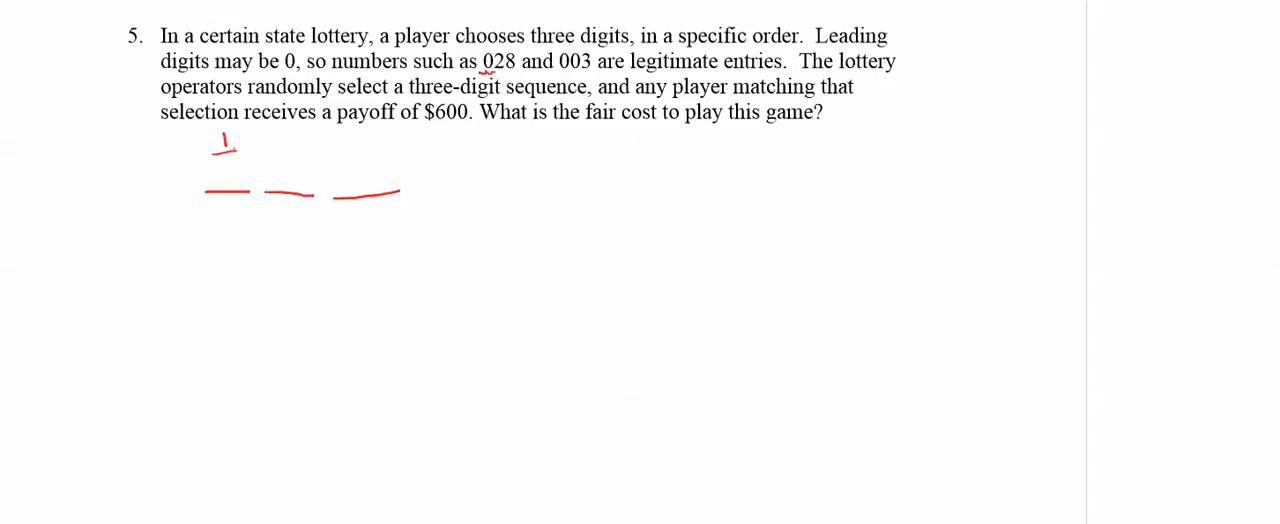 5. In a certain state lottery, a player chooses three digits, in a specific order. Leading
digits may be 0, so numbers such as 028 and 003 are legitimate entries. The lottery
operators randomly select a three-digit sequence, and any player matching that
selection receives a payoff of $600. What is the fair cost to play this game?
1